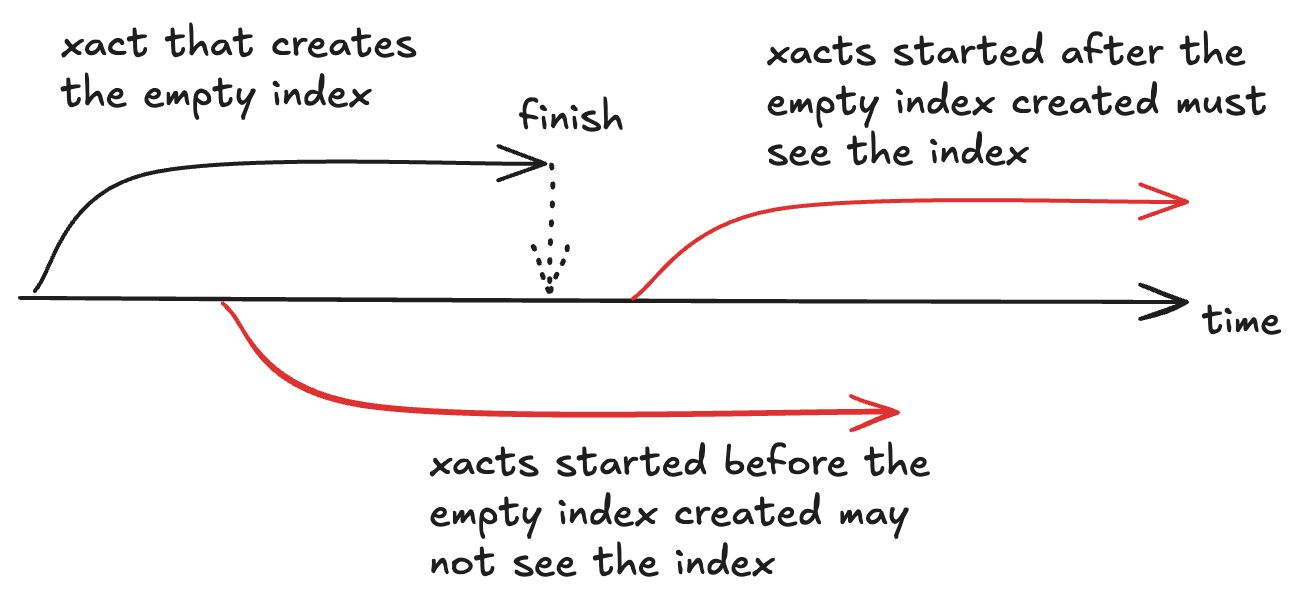 xact that creates
the empty index
finish
xacts started after the
empty index created must
see the index
time
xacts started before the
empty index created may
not see the index